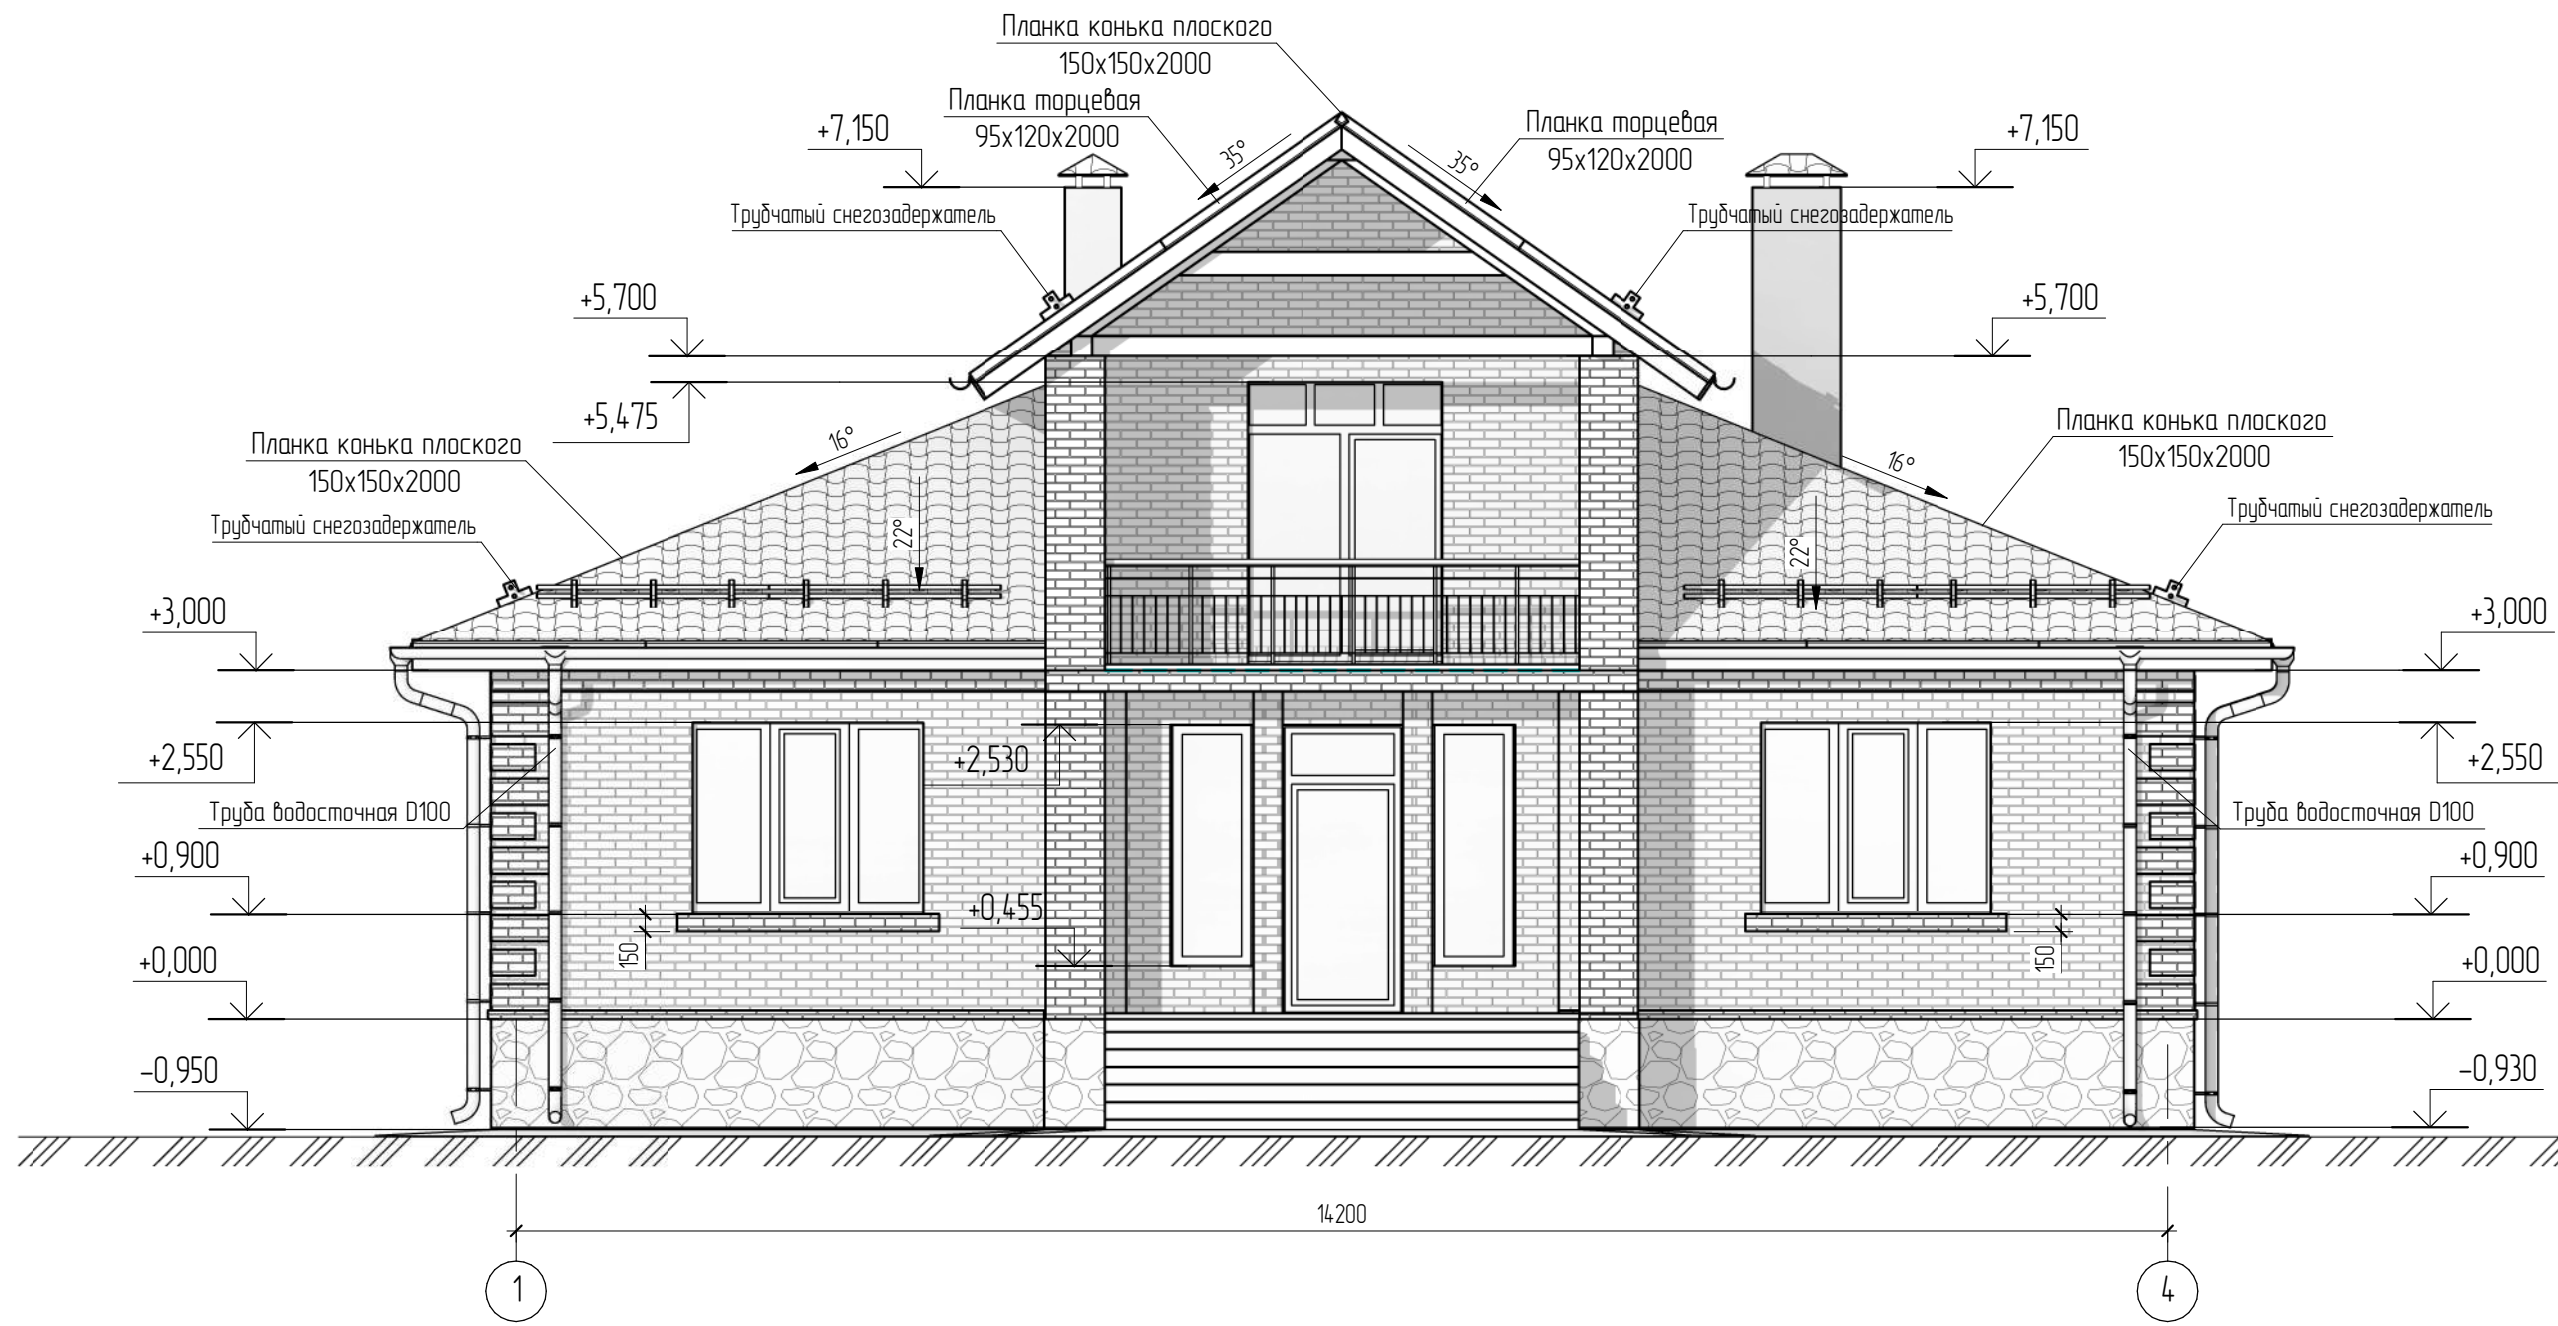 Планка конька плоского
150х150х2000
Планка торцевая
95х120х2000
Планка торцевая
95х120х2000
+7,150
+7,150
35°
35°
Трубчатый снегозадержатель
Трубчатый снегозадержатель
+5,700
+5,700
+5,475
16°
16°
Планка конька плоского
150х150х2000
Планка конька плоского
150х150х2000
Трубчатый снегозадержатель
Трубчатый снегозадержатель
22°
22°
+3,000
+3,000
+2,550
+2,530
+2,550
Труба водосточная D100
Труба водосточная D100
+0,900
+0,900
+0,455
150
150
+0,000
+0,000
-0,950
-0,930
14200
1
4